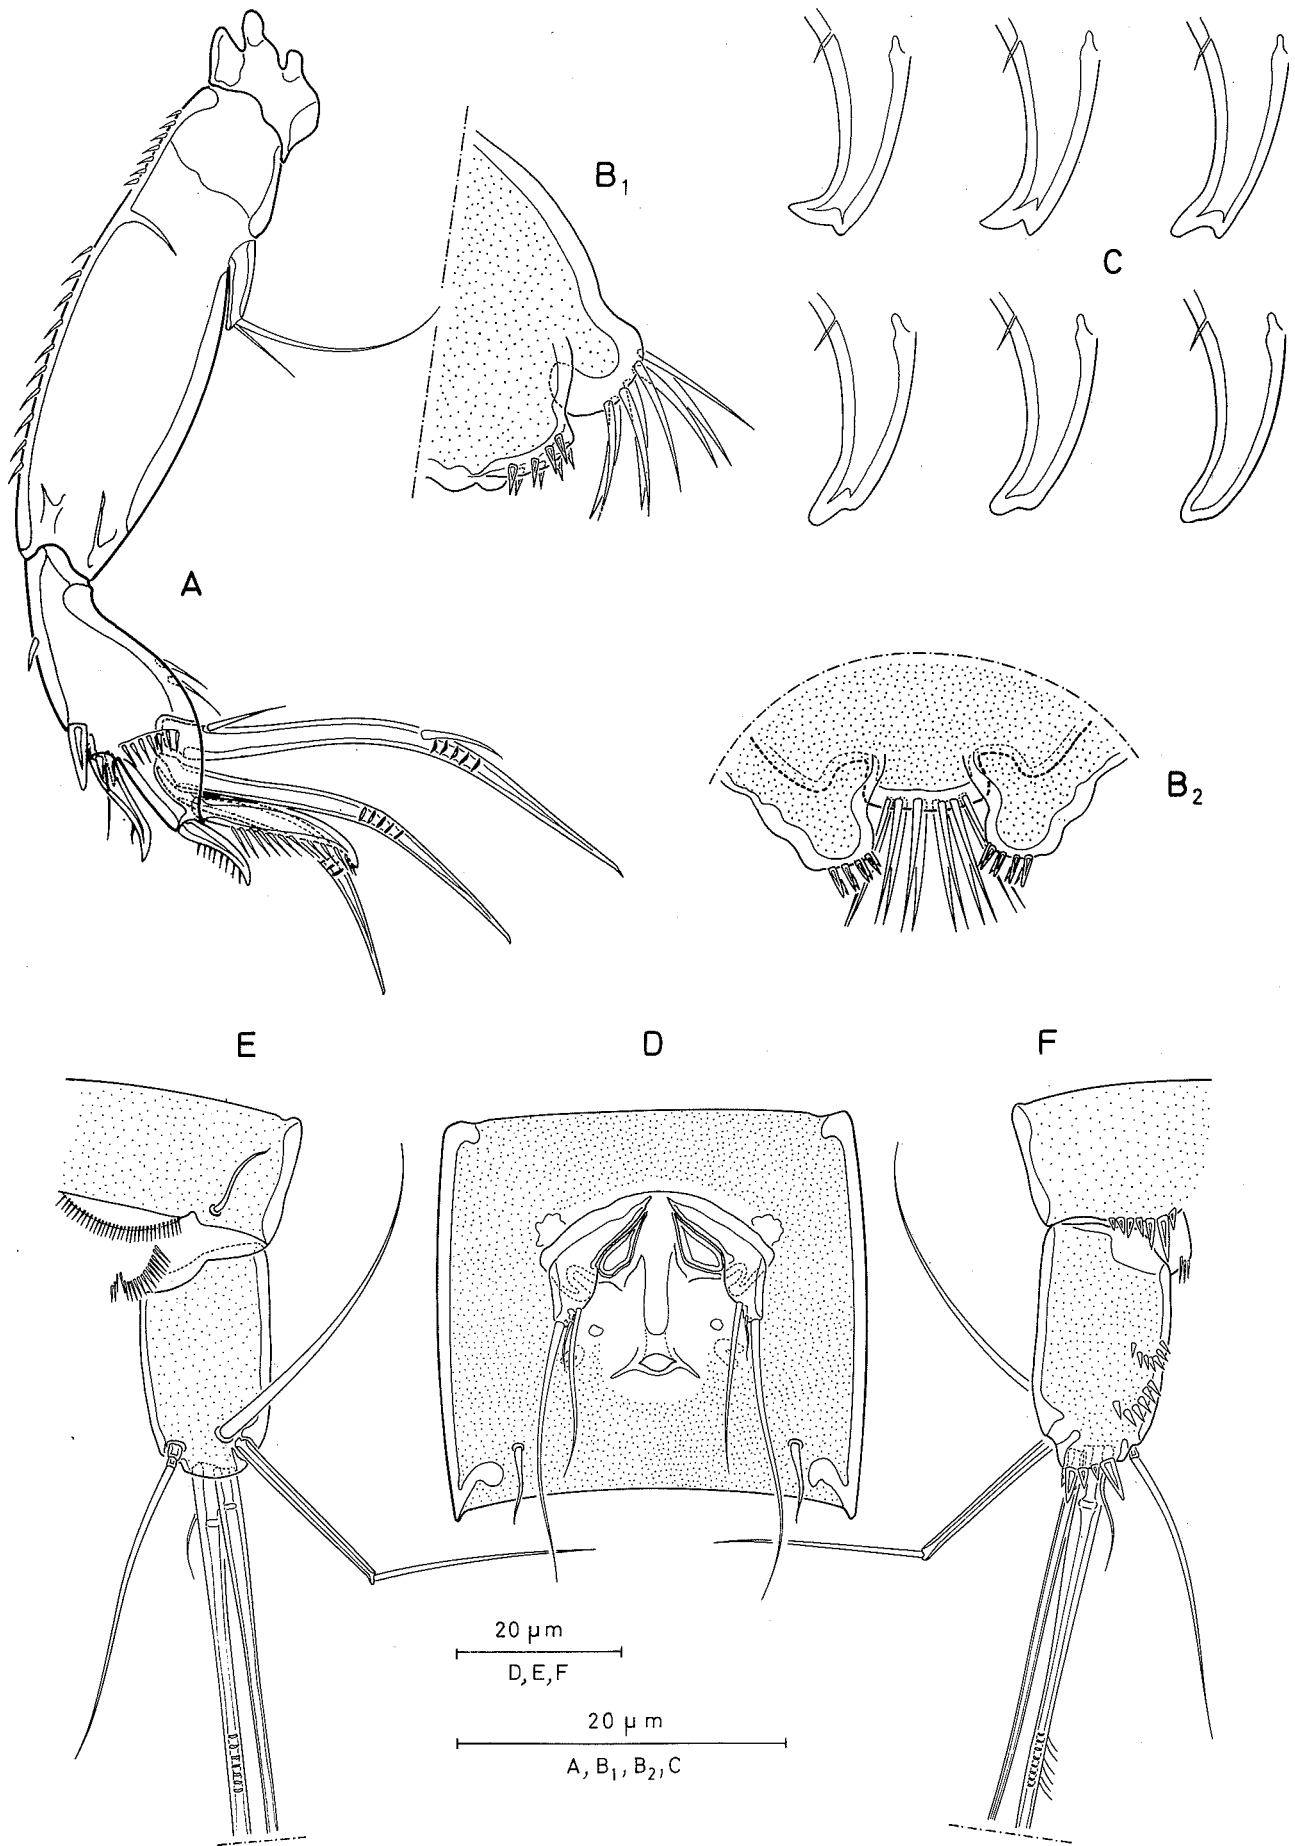 B₁
C
A
B₂
E D F
20 µm
D, E, F
20 µm
A, B₁, B₂, C